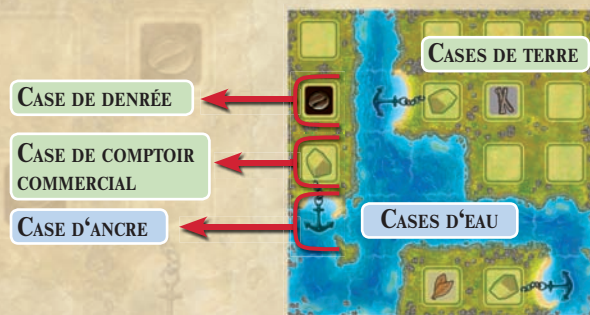 CASES DE TERRE
CASE DE DENRÉE
CASE DE COMPTOIR
COMMERCIAL
CASE D‘ANCRE
CASES D‘EAU